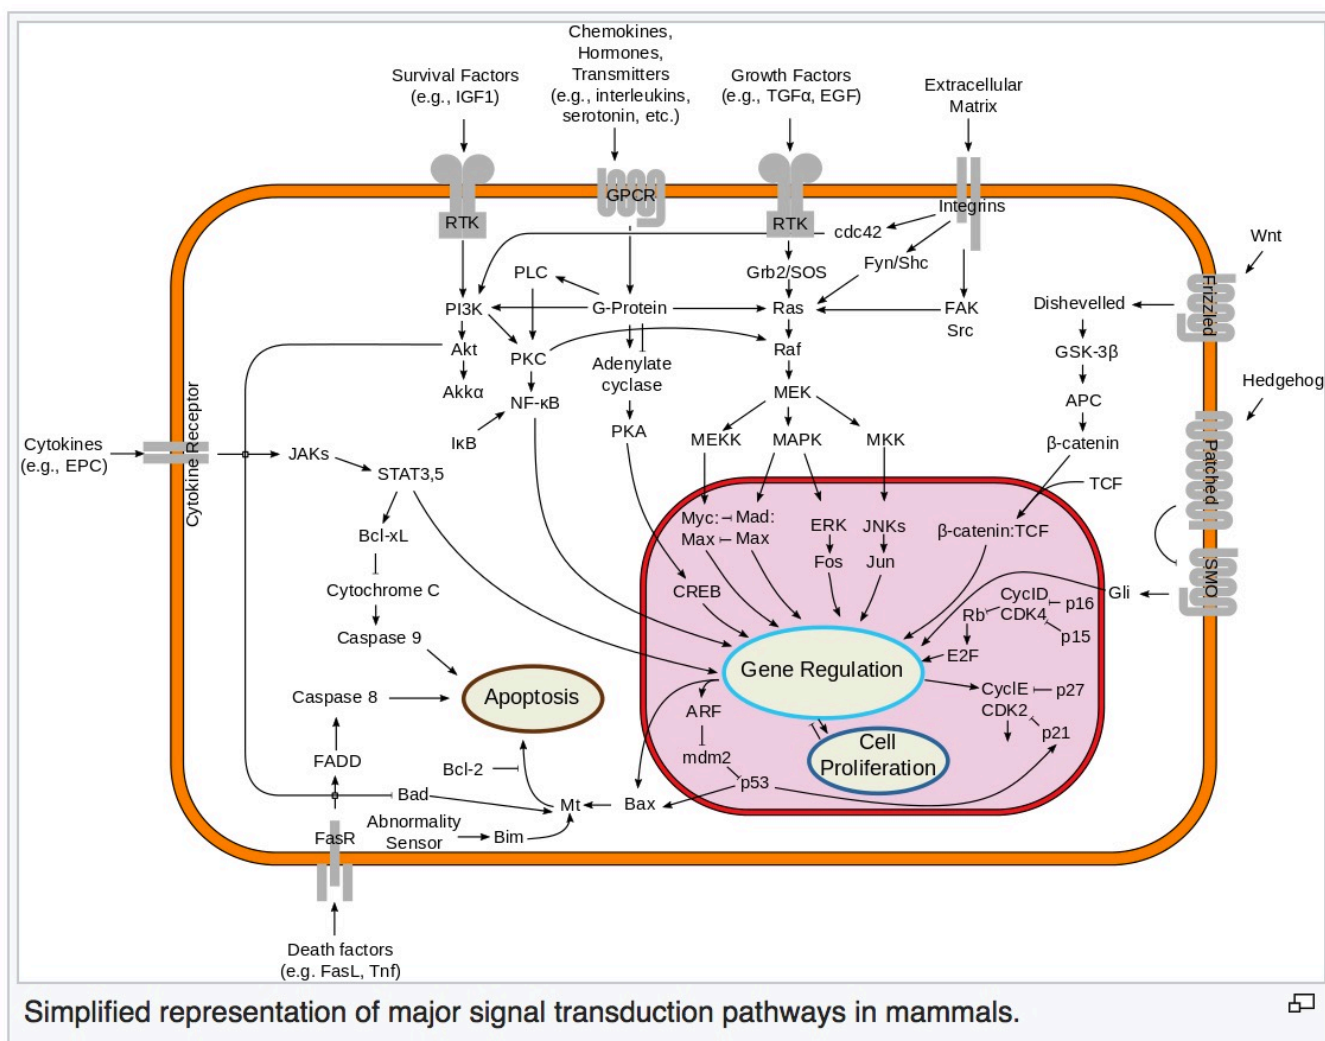 Chemokines,
Hormones,
Transmitters
(e.g., interleukins,
serotonin, etc.)
Survival Factors
(e.g., IGF1)
Growth Factors
(e.g., TGFα, EGF)
Extracellular
Matrix
RTK
GPCR
RTK
Integrins
cdc42
Fyn/Shc
Wnt
Frizzled
PLC
Grb2/SOS
Dishevelled
PI3K
G-Protein
Ras
FAK
Src
Akt
PKC
Adenylate
cyclase
Raf
GSK-3β
Akkα
NF-κB
MEK
APC
Hedgehog
Patched
IκB
PKA
MEKK
MAPK
MKK
β-catenin
Cytokines
(e.g., EPC)
Cytokine Receptor
JAKs
STAT3,5
TCF
Myc:
Max
Mad:
Max
ERK
JNKs
β-catenin:TCF
Bcl-xL
Fos
Jun
SMO
Cytochrome C
CREB
Gli
CycID
CDK4
p16
Rb
p15
Caspase 9
E2F
Gene Regulation
Caspase 8
Apoptosis
CyclE
CDK2
p27
ARF
p21
FADD
Bcl-2
mdm2
Cell
Proliferation
p53
Bad
Mt
Bax
Abnormality
Sensor
Bim
FasR
Death factors
(e.g. FasL, Tnf)
Simplified representation of major signal transduction pathways in mammals.